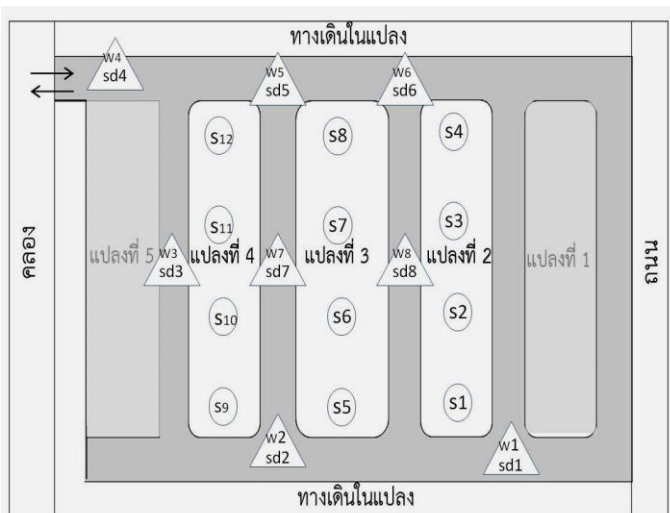 ทางเดินในแปลง
W4
sd4
W5
sd5
W6
sd6
S12
S8
S4
S11
S7
S3
คลอง
แปลงที่ 5
W3
sd3
แปลงที่ 4
W7
sd7
แปลงที่ 3
W8
sd8
แปลงที่ 2
แปลงที่ 1
ถนน
S10
S6
S2
S9
S5
S1
W2
sd2
W1
sd1
ทางเดินในแปลง